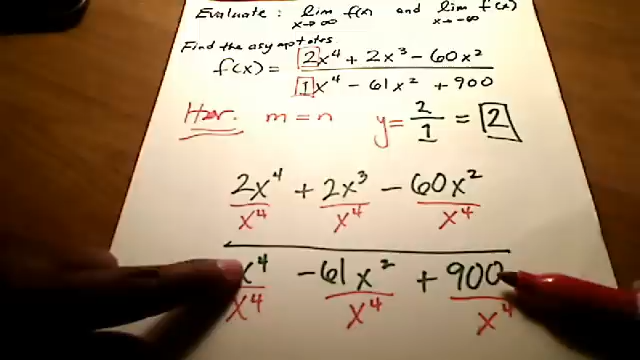 Evaluate: lim x→∞ f(x) and lim x→-∞ f(x)
Find the asymptotes
f(x) = (2x⁴ + 2x³ - 60x²) / (1x⁴ - 61x² + 900)
Hor. m = n y = 2/1 = 2
2x⁴/x⁴ + 2x³/x⁴ - 60x²/x⁴
x⁴/x⁴ - 61x²/x⁴ + 900/x⁴